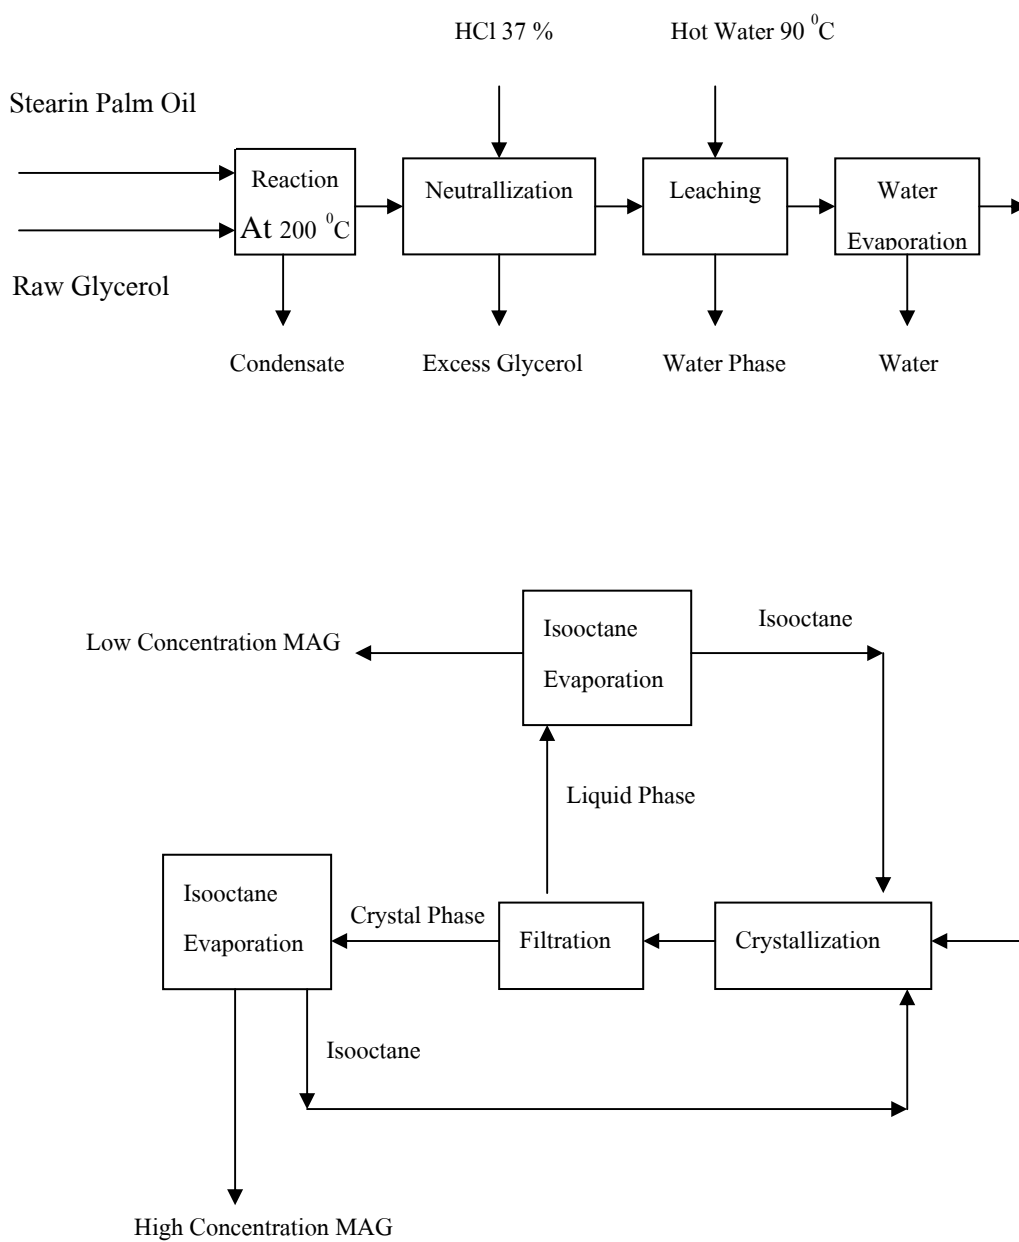 HCl 37 %
Hot Water 90 ⁰C
Stearin Palm Oil
Reaction
At 200 ⁰C
Neutrallization
Leaching
Water
Evaporation
Raw Glycerol
Condensate
Excess Glycerol
Water Phase
Water
Isooctane
Evaporation
Isooctane
Low Concentration MAG
Liquid Phase
Isooctane
Evaporation
Crystal Phase
Filtration
Crystallization
Isooctane
High Concentration MAG